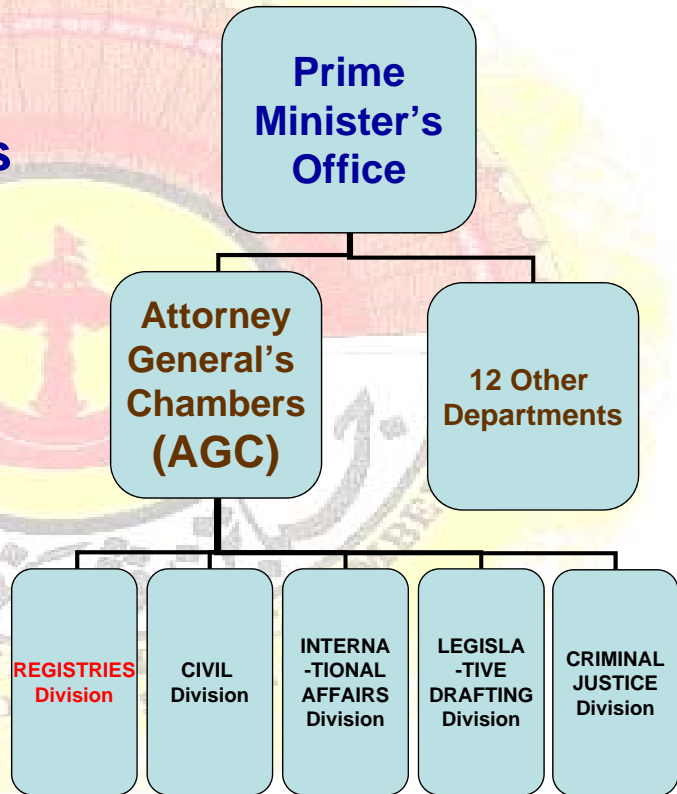 Prime
Minister's
Office
s
Attorney
General's
Chambers
(AGC)
12 Other
Departments
REGISTRIES
Division
CIVIL
Division
INTERNA
-TIONAL
AFFAIRS
Division
LEGISLA
-TIVE
DRAFTING
Division
CRIMINAL
JUSTICE
Division